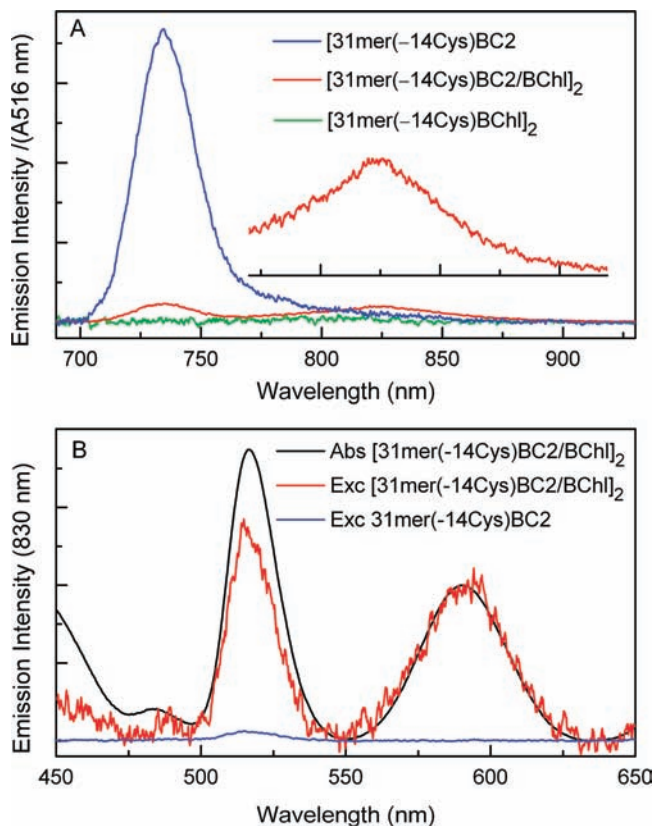 A
[31mer(–14Cys)BC2
[31mer(–14Cys)BC2/BChl]2
[31mer(–14Cys)BChl]2
Emission Intensity /(A516 nm)
700 750 800 850 900
Wavelength (nm)
B
Abs [31mer(-14Cys)BC2/BChl]2
Exc [31mer(-14Cys)BC2/BChl]2
Exc 31mer(-14Cys)BC2
Emission Intensity (830 nm)
450 500 550 600 650
Wavelength (nm)